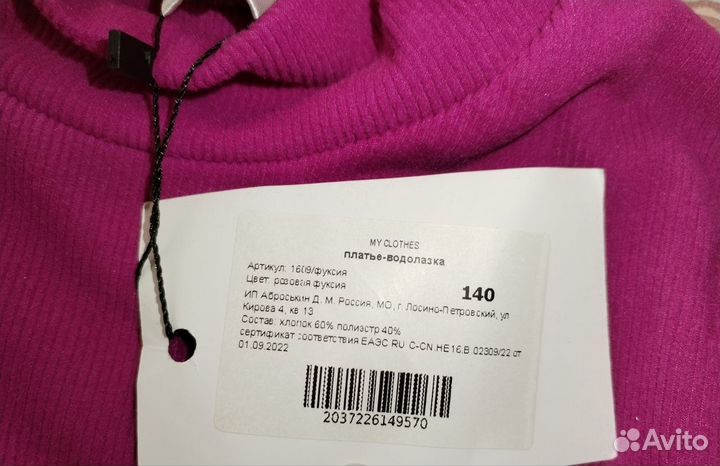 MY CLOTHES
платье-водолазка
Артикул: 1609/фуксия
Цвет: розовая фуксия
140
ИП Аброськин Д. М. Россия, МО, г. Лосино-Петровский, ул
Кирова 4, кв 13
Состав: хлопок 60% полиэстр 40%
сертификат соответствия ЕАЭС RU C-CN.HE16.B.02309/22 от
01.09.2022
2037226149570
Avito